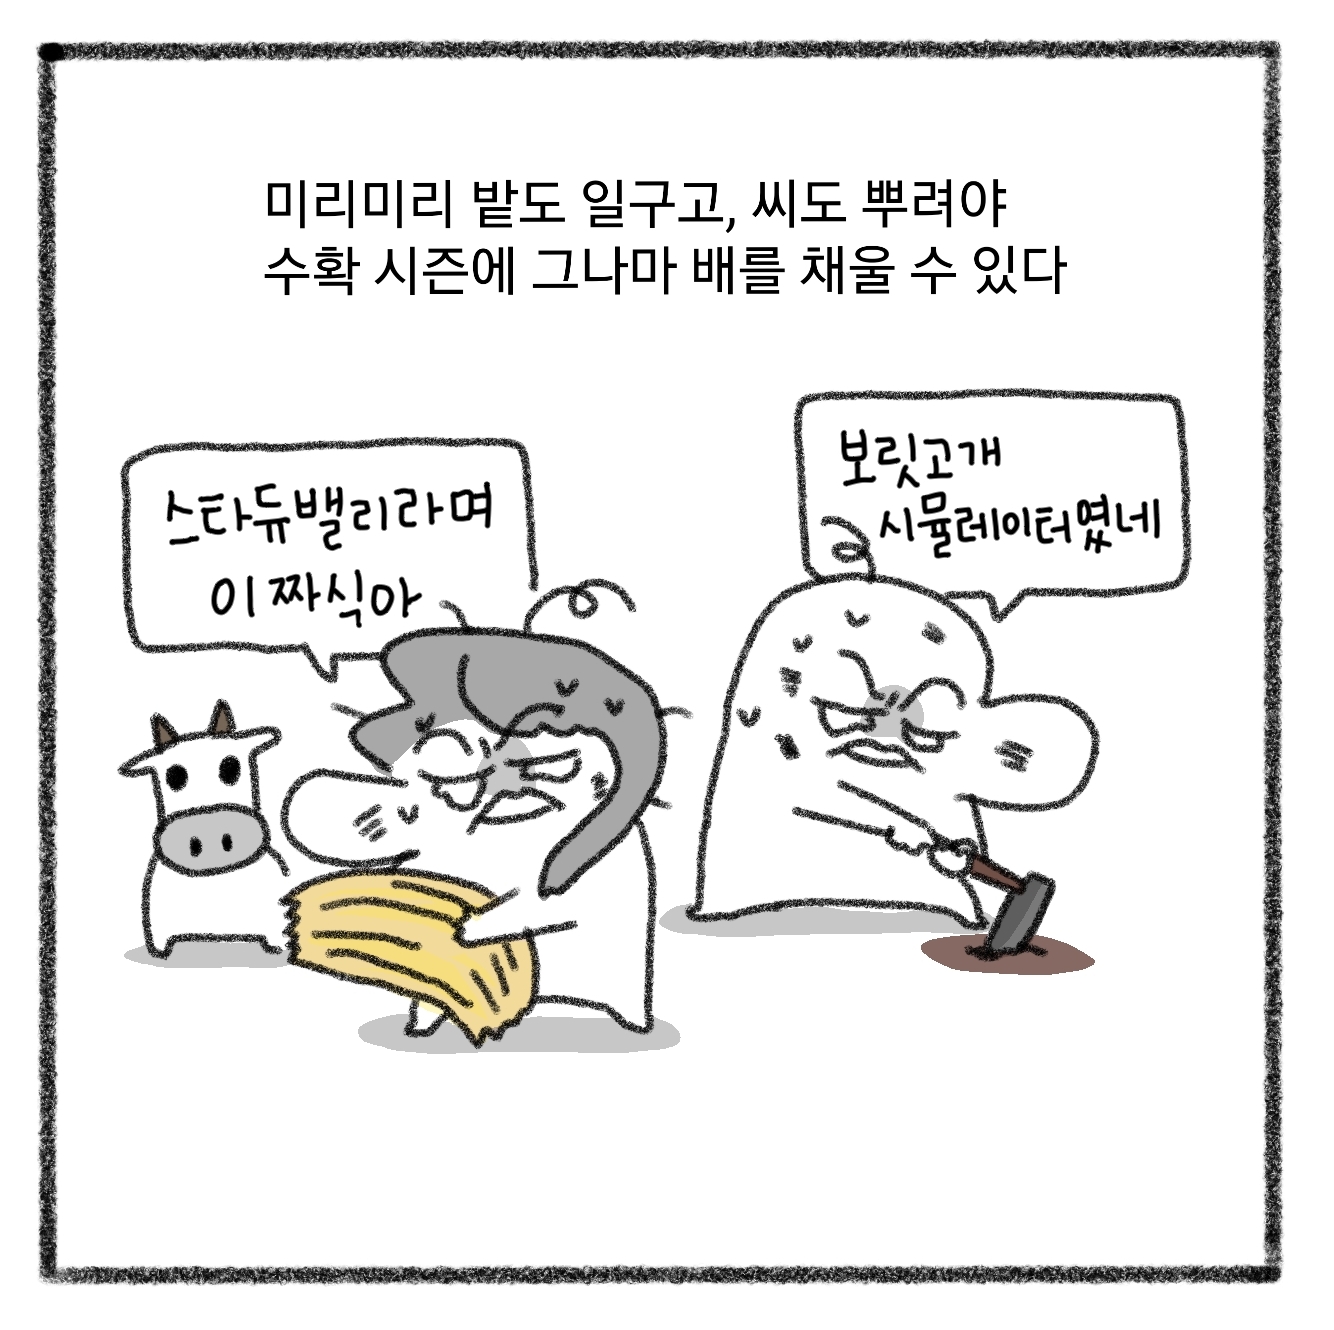 미리미리 밭도 일구고, 씨도 뿌려야
수확 시즌에 그나마 배를 채울 수 있다
스타듀밸리라며
이 짜식아
보릿고개
시뮬레이터였네